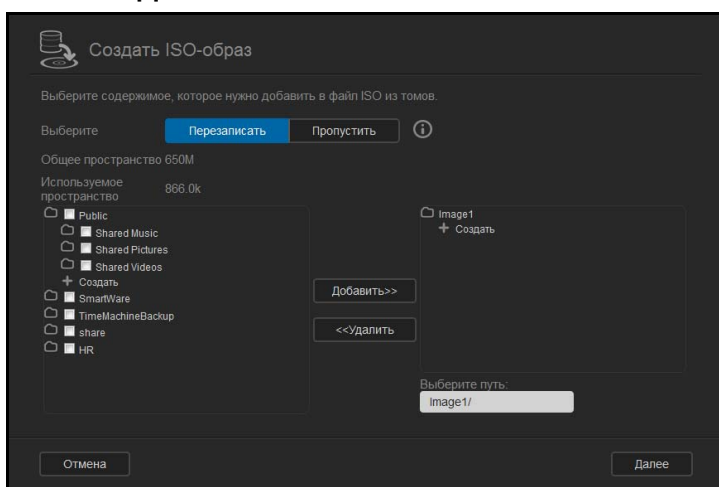 Создать ISO-образ
Выберите содержимое, которое нужно добавить в файл ISO из томов.
Выберите
Перезаписать
Пропустить
Общее пространство 650M
Используемое
пространство
866.0k
Public
Shared Music
Shared Pictures
Shared Videos
+ Создать
SmartWare
TimeMachineBackup
share
HR
Добавить>>
<<Удалить
Image1
+ Создать
Выберите путь:
Image1/
Отмена
Далее